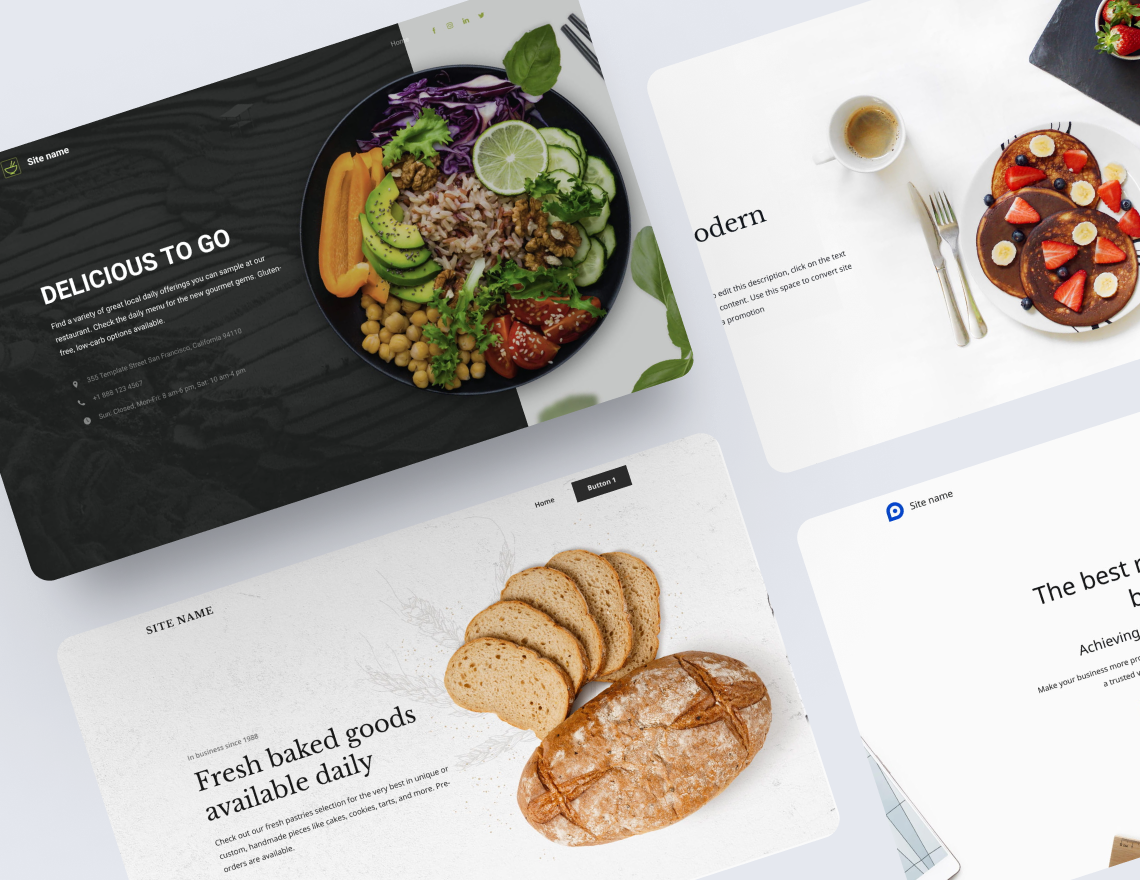 Home
Site name
DELICIOUS TO GO
Find a variety of great local daily offerings you can sample at our
restaurant. Check the daily menu for the new gourmet gems. Gluten-
free, low-carb options available.
355 Template Street San Francisco, California 94110
+1 888 123 4567
Sun: Closed, Mon-Fri: 8 am-6 pm, Sat: 10 am-4 pm
odern
o edit this description, click on the text
content. Use this space to convert site
a promotion
Home
Button 1
SITE NAME
In business since 1988
Fresh baked goods
available daily
Check out our fresh pastries selection for the very best in unique or
custom, handmade pieces like cakes, cookies, tarts, and more. Pre-
orders are available.
Site name
The best
b
Achieving
Make your business more pro
a trusted v